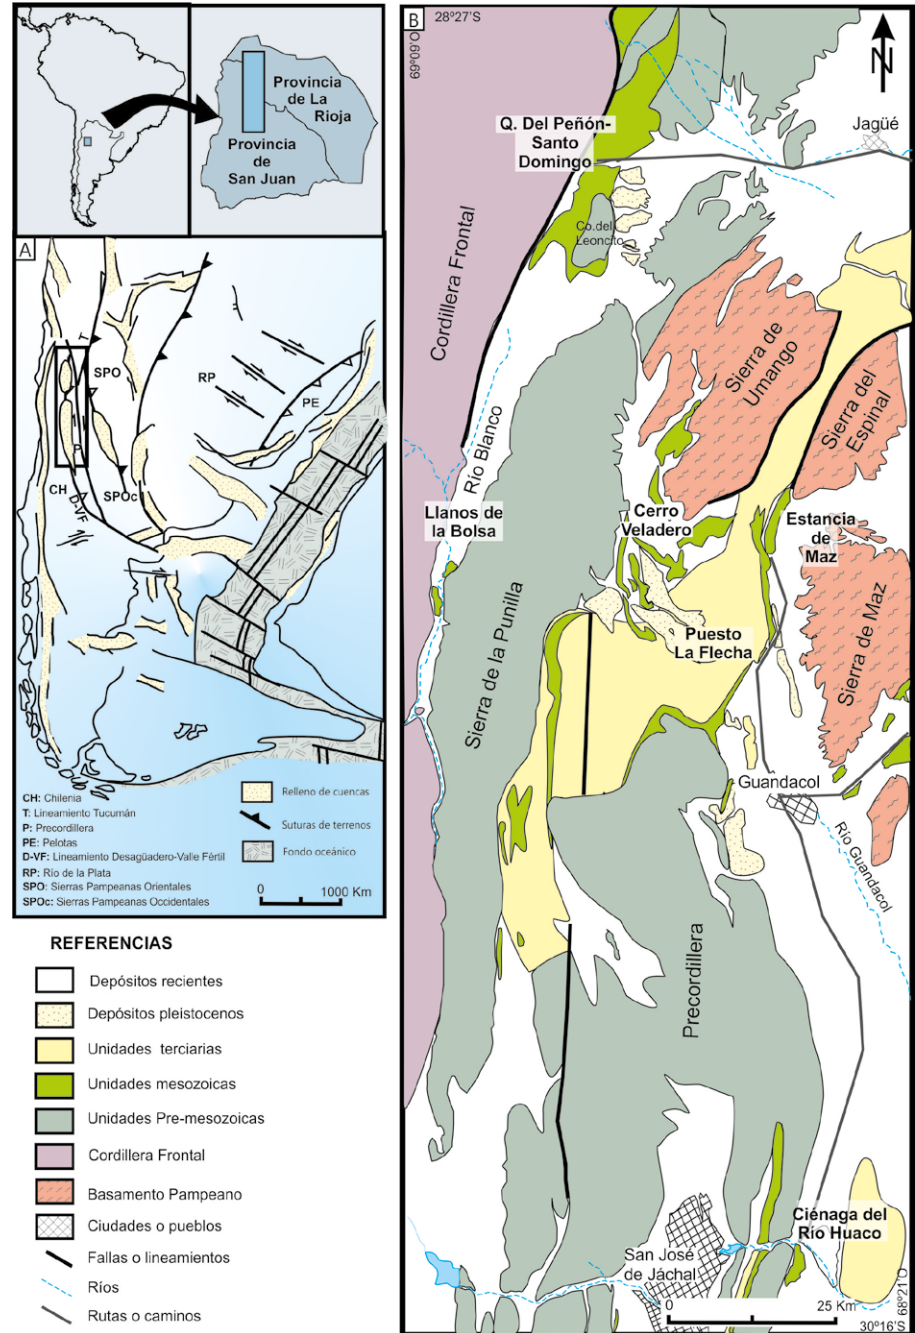 Provincia
de La
Rioja
Provincia
de
San Juan
A
T
SPO
RP
PE
P
CH
D-VF
SPOc
CH: Chilenia
T: Lineamiento Tucumán
P: Precordillera
PE: Pelotas
D-VF: Lineamiento Desagüadero-Valle Fértil
RP: Río de la Plata
SPO: Sierras Pampeanas Orientales
SPOc: Sierras Pampeanas Occidentales
Relleno de cuencas
Suturas de terrenos
Fondo oceánico
0 1000 Km
REFERENCIAS
Depósitos recientes
Depósitos pleistocenos
Unidades terciarias
Unidades mesozoicas
Unidades Pre-mesozoicas
Cordillera Frontal
Basamento Pampeano
Ciudades o pueblos
Fallas o lineamientos
Ríos
Rutas o caminos
B
28°27'S
69°09'O
N
Jagüé
Q. Del Peñón-
Santo
Domingo
Co. del
Leoncito
Cordillera Frontal
Sierra de
Umango
Sierra del
Espinal
Río Blanco
Llanos de
la Bolsa
Cerro
Veladero
Estancia
de
Maz
Puesto
La Flecha
Sierra de la Punilla
Sierra de Maz
Guandacol
Río Guandacol
Precordillera
Ciénaga del
Río Huaco
San José
de Jáchal
0 25 Km
68°21'O
30°16'S